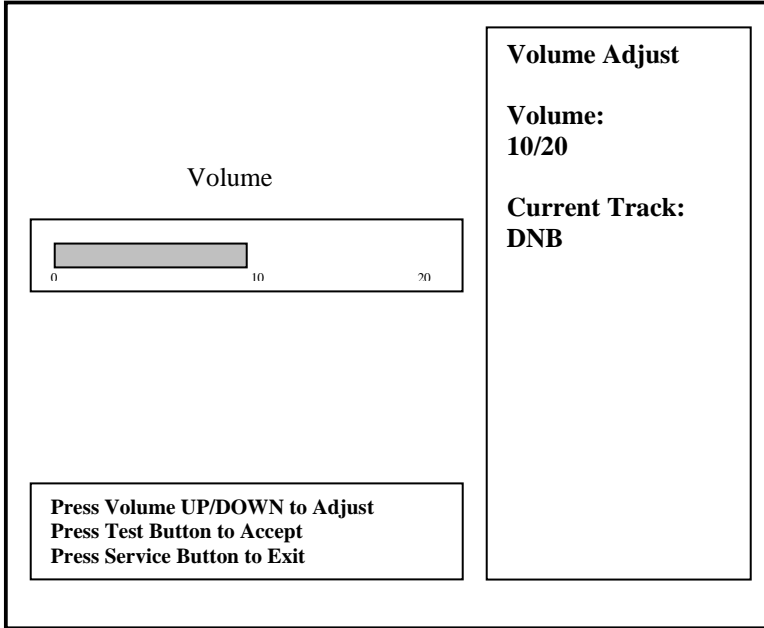 Volume
0 10 20
Press Volume UP/DOWN to Adjust
Press Test Button to Accept
Press Service Button to Exit
Volume Adjust
Volume:
10/20
Current Track:
DNB